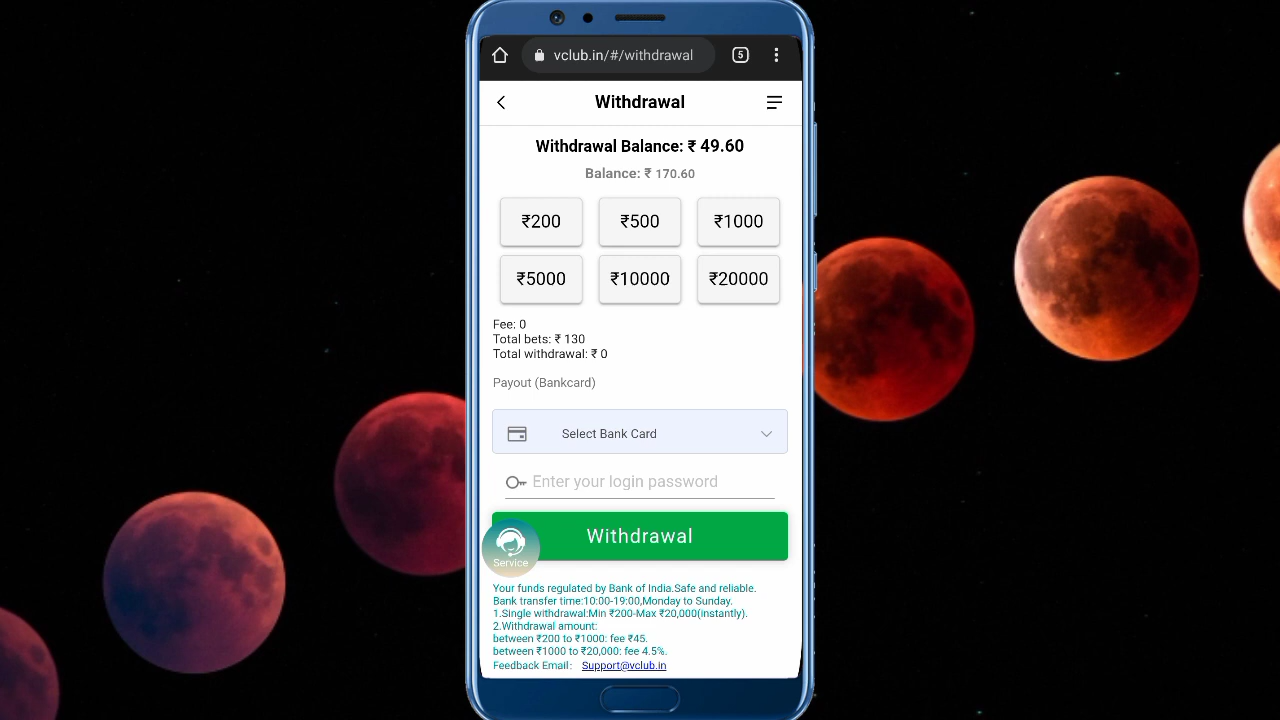 vclub.in/#/withdrawal
5
Withdrawal
Withdrawal Balance: ₹ 49.60
Balance: ₹ 170.60
₹200 ₹500 ₹1000
₹5000 ₹10000 ₹20000
Fee: 0
Total bets: ₹ 130
Total withdrawal: ₹ 0
Payout (Bankcard)
Select Bank Card
Enter your login password
Withdrawal
Service
Your funds regulated by Bank of India.Safe and reliable.
Bank transfer time:10:00-19:00,Monday to Sunday.
1.Single withdrawal:Min ₹200-Max ₹20,000(instantly).
2.Withdrawal amount:
between ₹200 to ₹1000: fee ₹45.
between ₹1000 to ₹20,000: fee 4.5%.
Feedback Email: Support@vclub.in